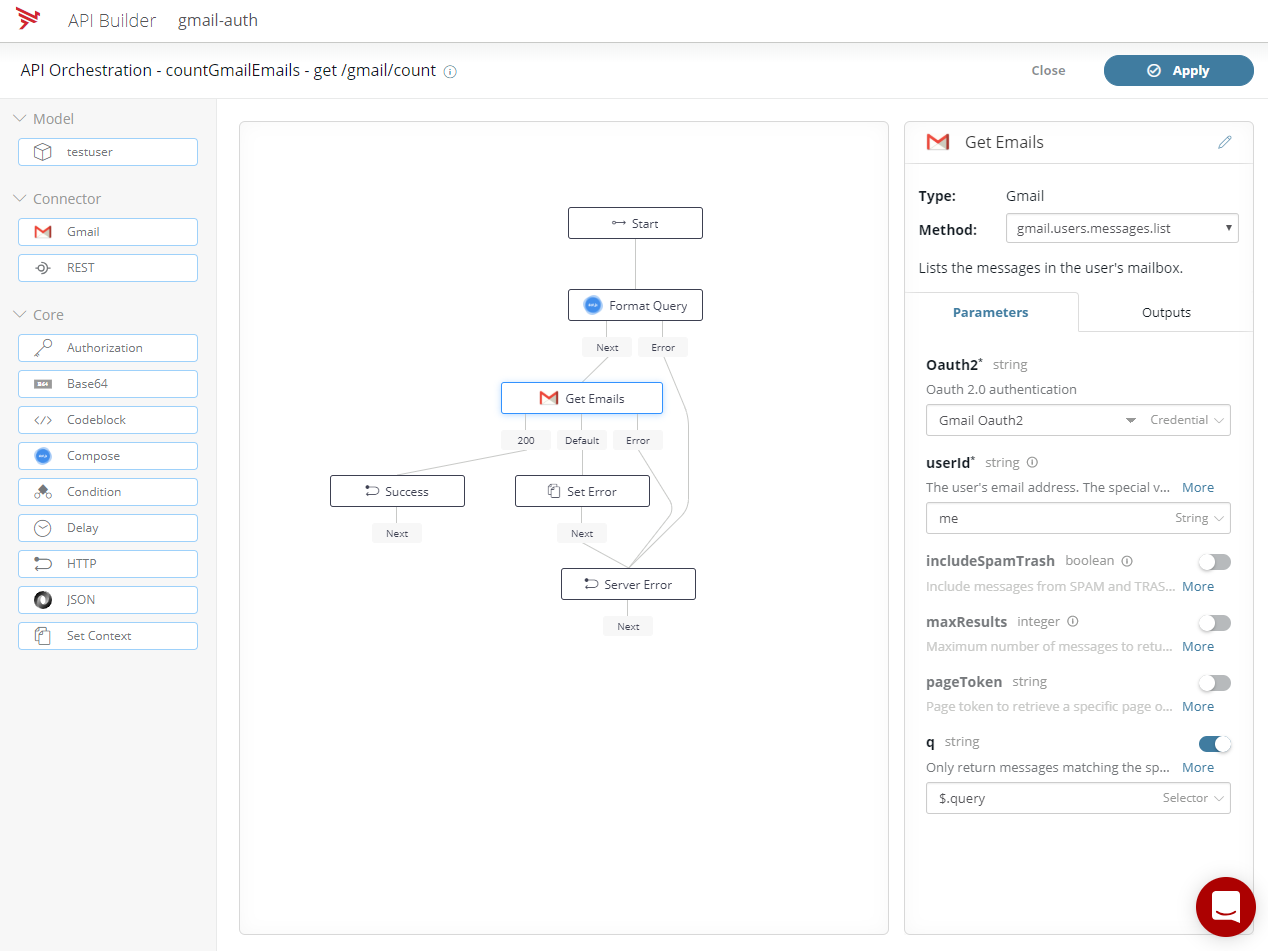 API Builder gmail-auth
API Orchestration - countGmailEmails - get /gmail/count
Close
Apply
Model
testuser
Connector
Gmail
REST
Core
Authorization
Base64
Codeblock
Compose
Condition
Delay
HTTP
JSON
Set Context
Start
Format Query
Next Error
Get Emails
200 Default Error
Success Set Error
Next Next
Server Error
Next
Get Emails
Type: Gmail
Method: gmail.users.messages.list
Lists the messages in the user's mailbox.
Parameters Outputs
Oauth2* string
Oauth 2.0 authentication
Gmail Oauth2 Credential
userId* string
The user's email address. The special v... More
me String
includeSpamTrash boolean
Include messages from SPAM and TRAS... More
maxResults integer
Maximum number of messages to retu... More
pageToken string
Page token to retrieve a specific page o... More
q string
Only return messages matching the sp... More
$.query Selector